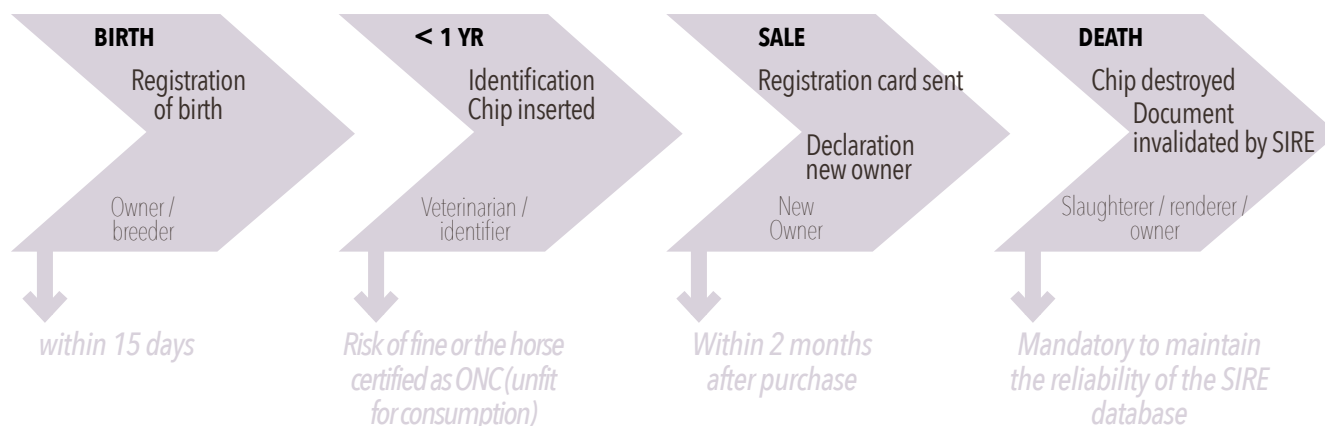 BIRTH
Registration
of birth
Owner /
breeder
within 15 days
< 1 YR
Identification
Chip inserted
Veterinarian /
identifier
Risk of fine or the horse
certified as ONC (unfit
for consumption)
SALE
Registration card sent
Declaration
new owner
New
Owner
Within 2 months
after purchase
DEATH
Chip destroyed
Document
invalidated by SIRE
Slaughterer / renderer /
owner
Mandatory to maintain
the reliability of the SIRE
database